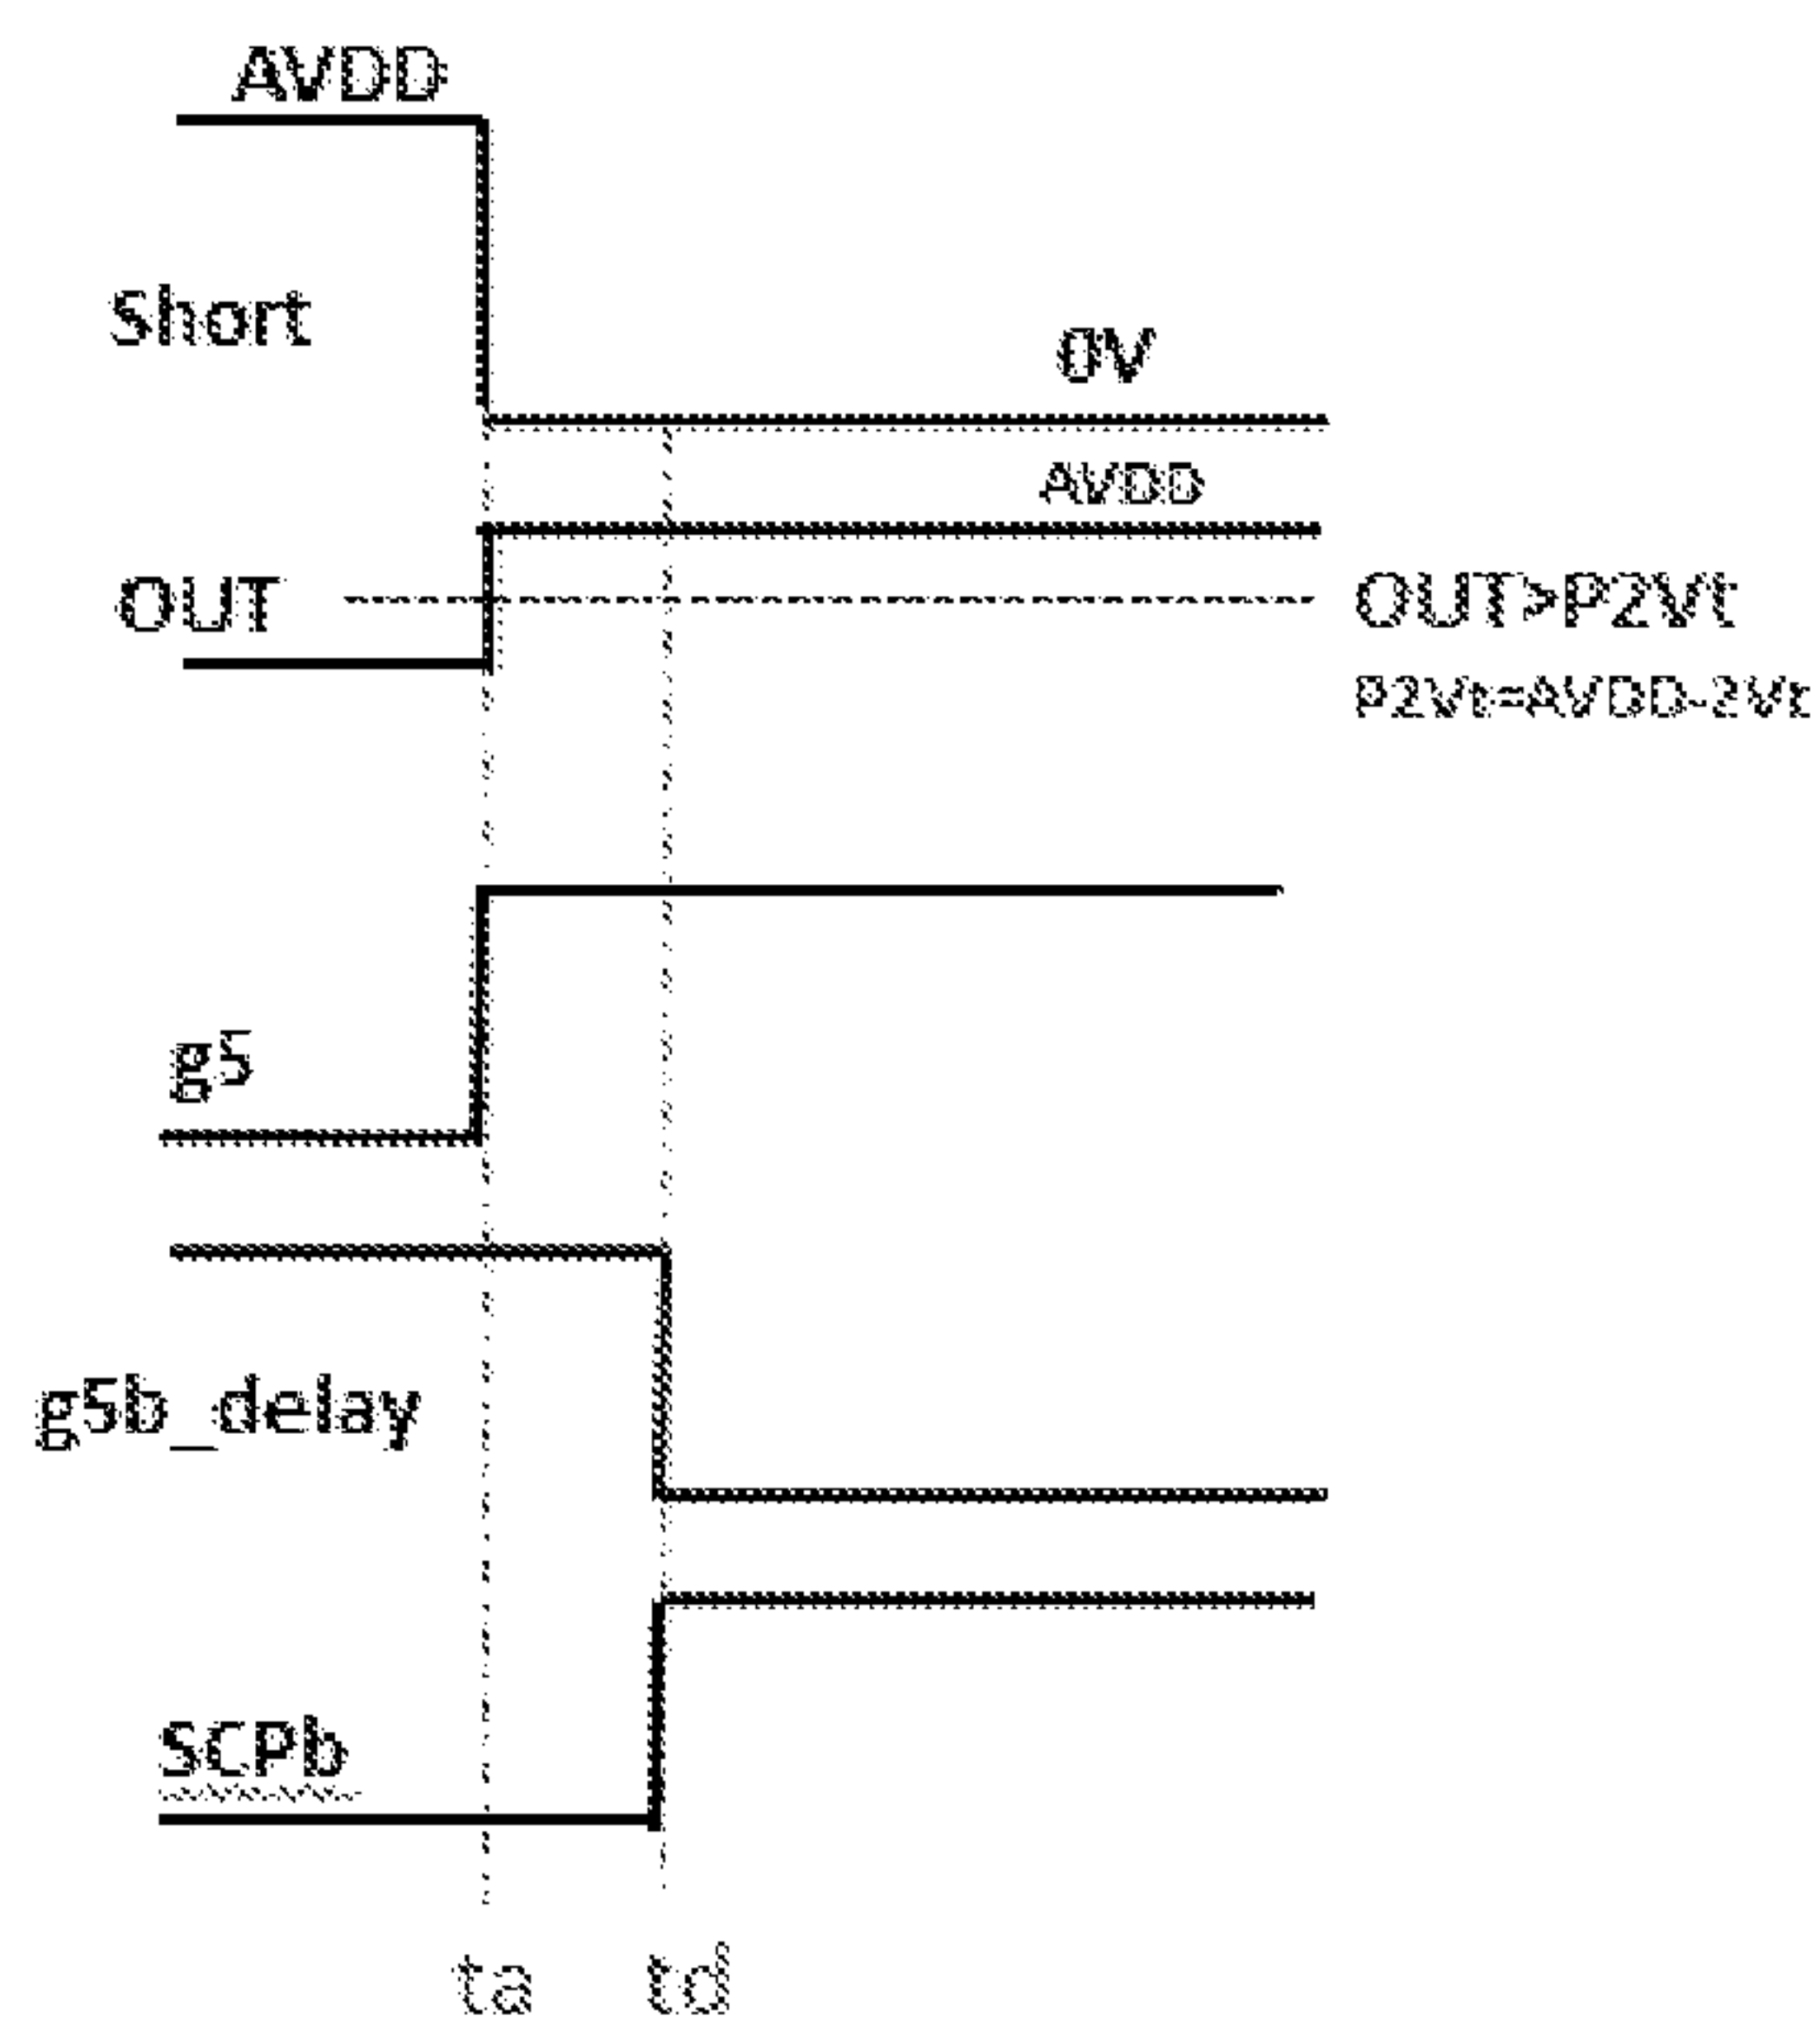 AVDD
Short
0V
AVDD
OUT
OUT>P2Vt
P2Vt=AVDD-2Vt
g5
g5b_delay
SCPb
ta
td